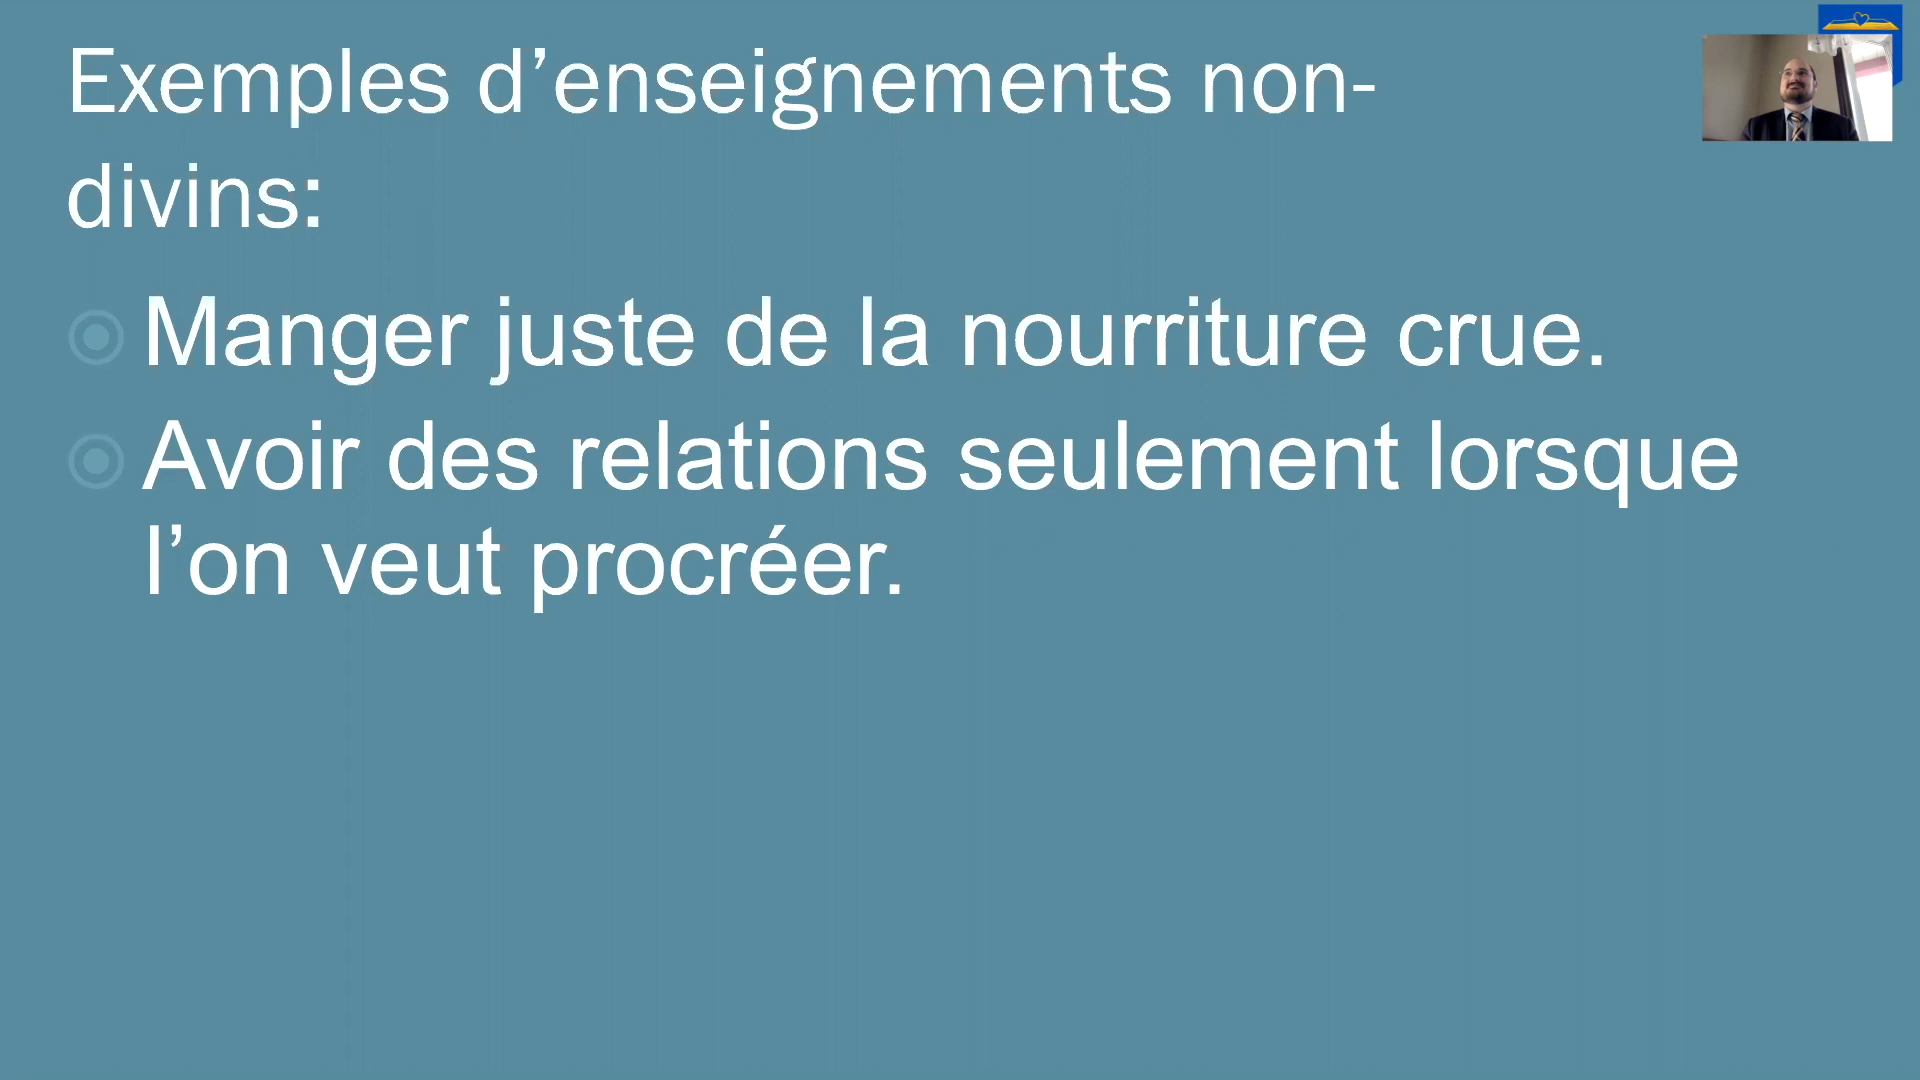 Exemples d’enseignements non-
divins:
Manger juste de la nourriture crue.
Avoir des relations seulement lorsque
l’on veut procréer.